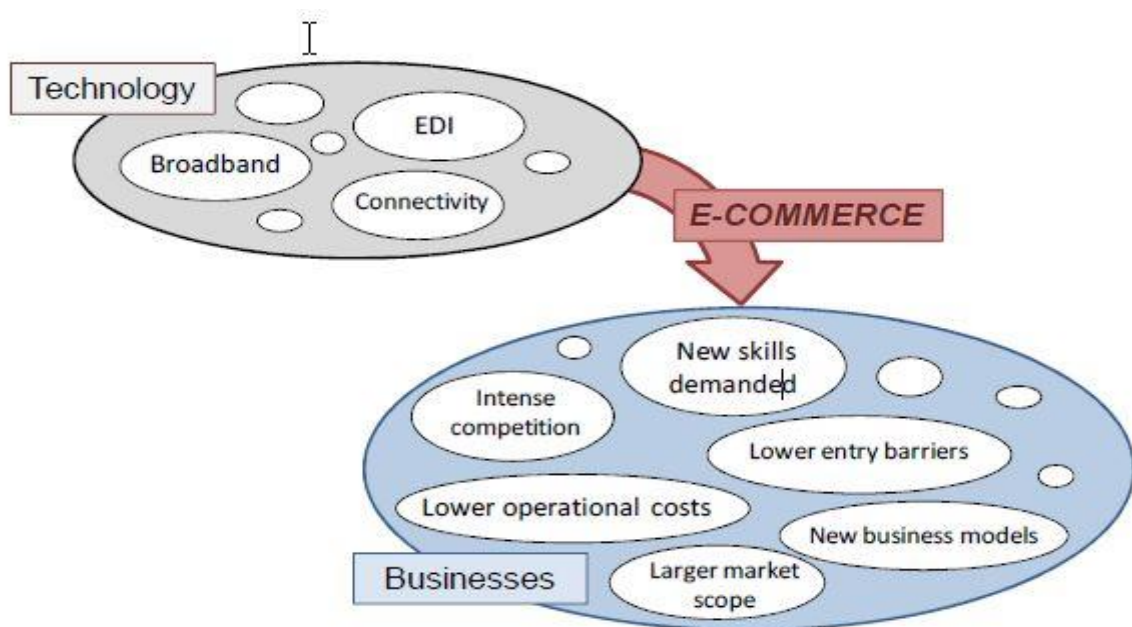 Technology
EDI
Broadband
Connectivity
E-COMMERCE
New skills
demanded
Intense
competition
Lower entry barriers
Lower operational costs
New business models
Businesses
Larger market
scope